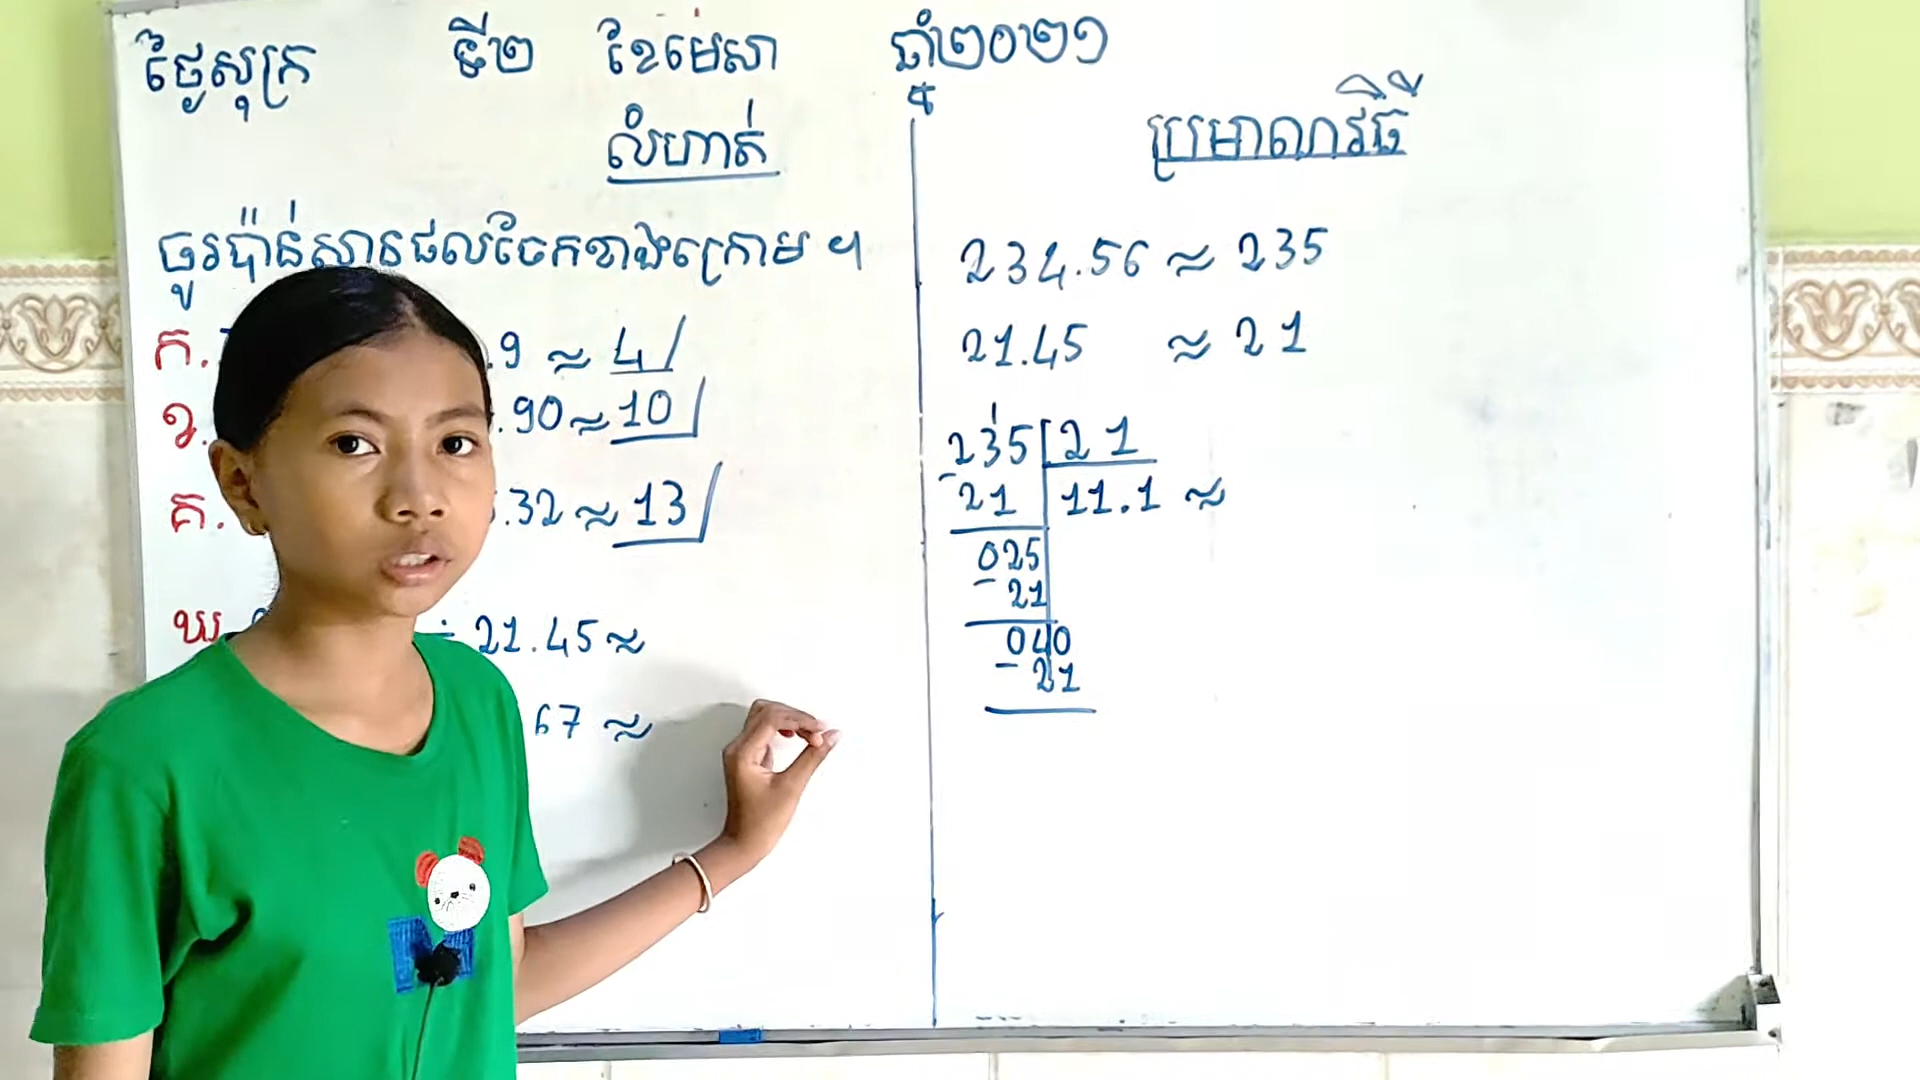 ថ្ងៃសុក្រ ទី២ ខែមេសា ឆ្នាំ២០២១
លំហាត់
ចូរប៉ាន់ស្មានផលចែកខាងក្រោម ។
ក. .9 ≈ 4
ខ. .90 ≈ 10
គ. .32 ≈ 13
ឃ. ÷ 21.45 ≈
67 ≈
ប្រមាណវិធី
234.56 ≈ 235
21.45 ≈ 21
235 21
21 11.1 ≈
025
21
040
21